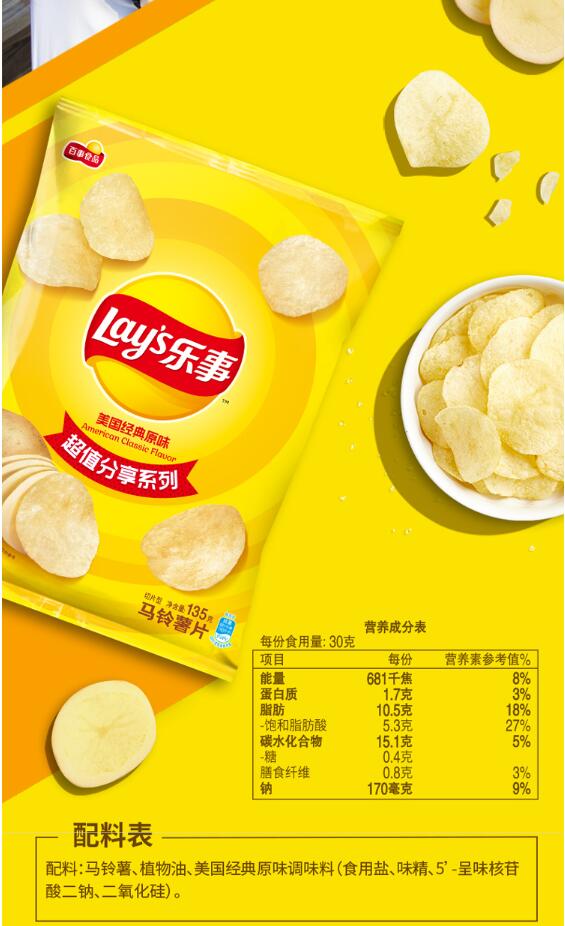 百事食品
Lay's乐事
TM
美国经典原味
American Classic Flavor
超值分享系列
切片型 净含量:135克
马铃薯片
营养成分表
每份食用量: 30克
项目 每份 营养素参考值%
能量 681千焦 8%
蛋白质 1.7克 3%
脂肪 10.5克 18%
-饱和脂肪酸 5.3克 27%
碳水化合物 15.1克 5%
-糖 0.4克
膳食纤维 0.8克 3%
钠 170毫克 9%
配料表
配料:马铃薯、植物油、美国经典原味调味料(食用盐、味精、5’-呈味核苷
酸二钠、二氧化硅)。